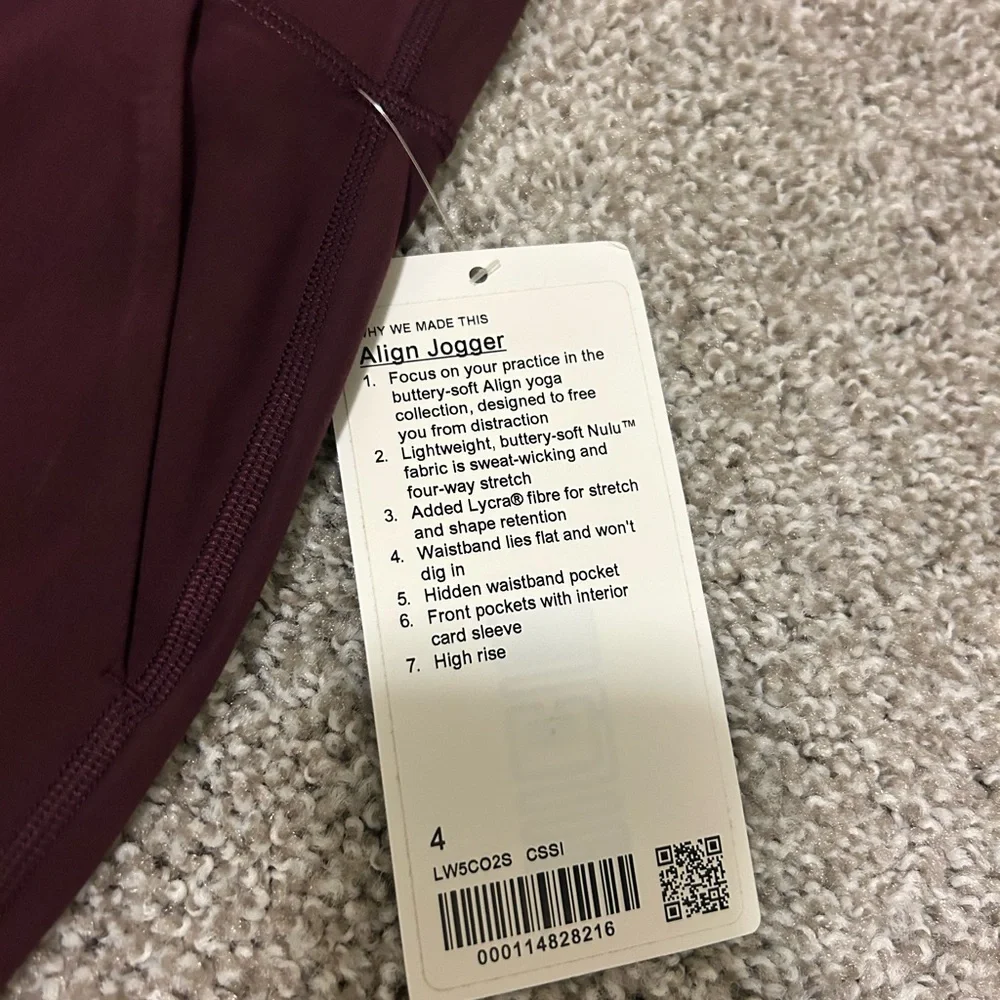 WHY WE MADE THIS
Align Jogger
1. Focus on your practice in the
buttery-soft Align yoga
collection, designed to free
you from distraction
2. Lightweight, buttery-soft Nulu™
fabric is sweat-wicking and
four-way stretch
3. Added Lycra® fibre for stretch
and shape retention
4. Waistband lies flat and won't
dig in
5. Hidden waistband pocket
6. Front pockets with interior
card sleeve
7. High rise
4
LW5CO2S CSSI
000114828216